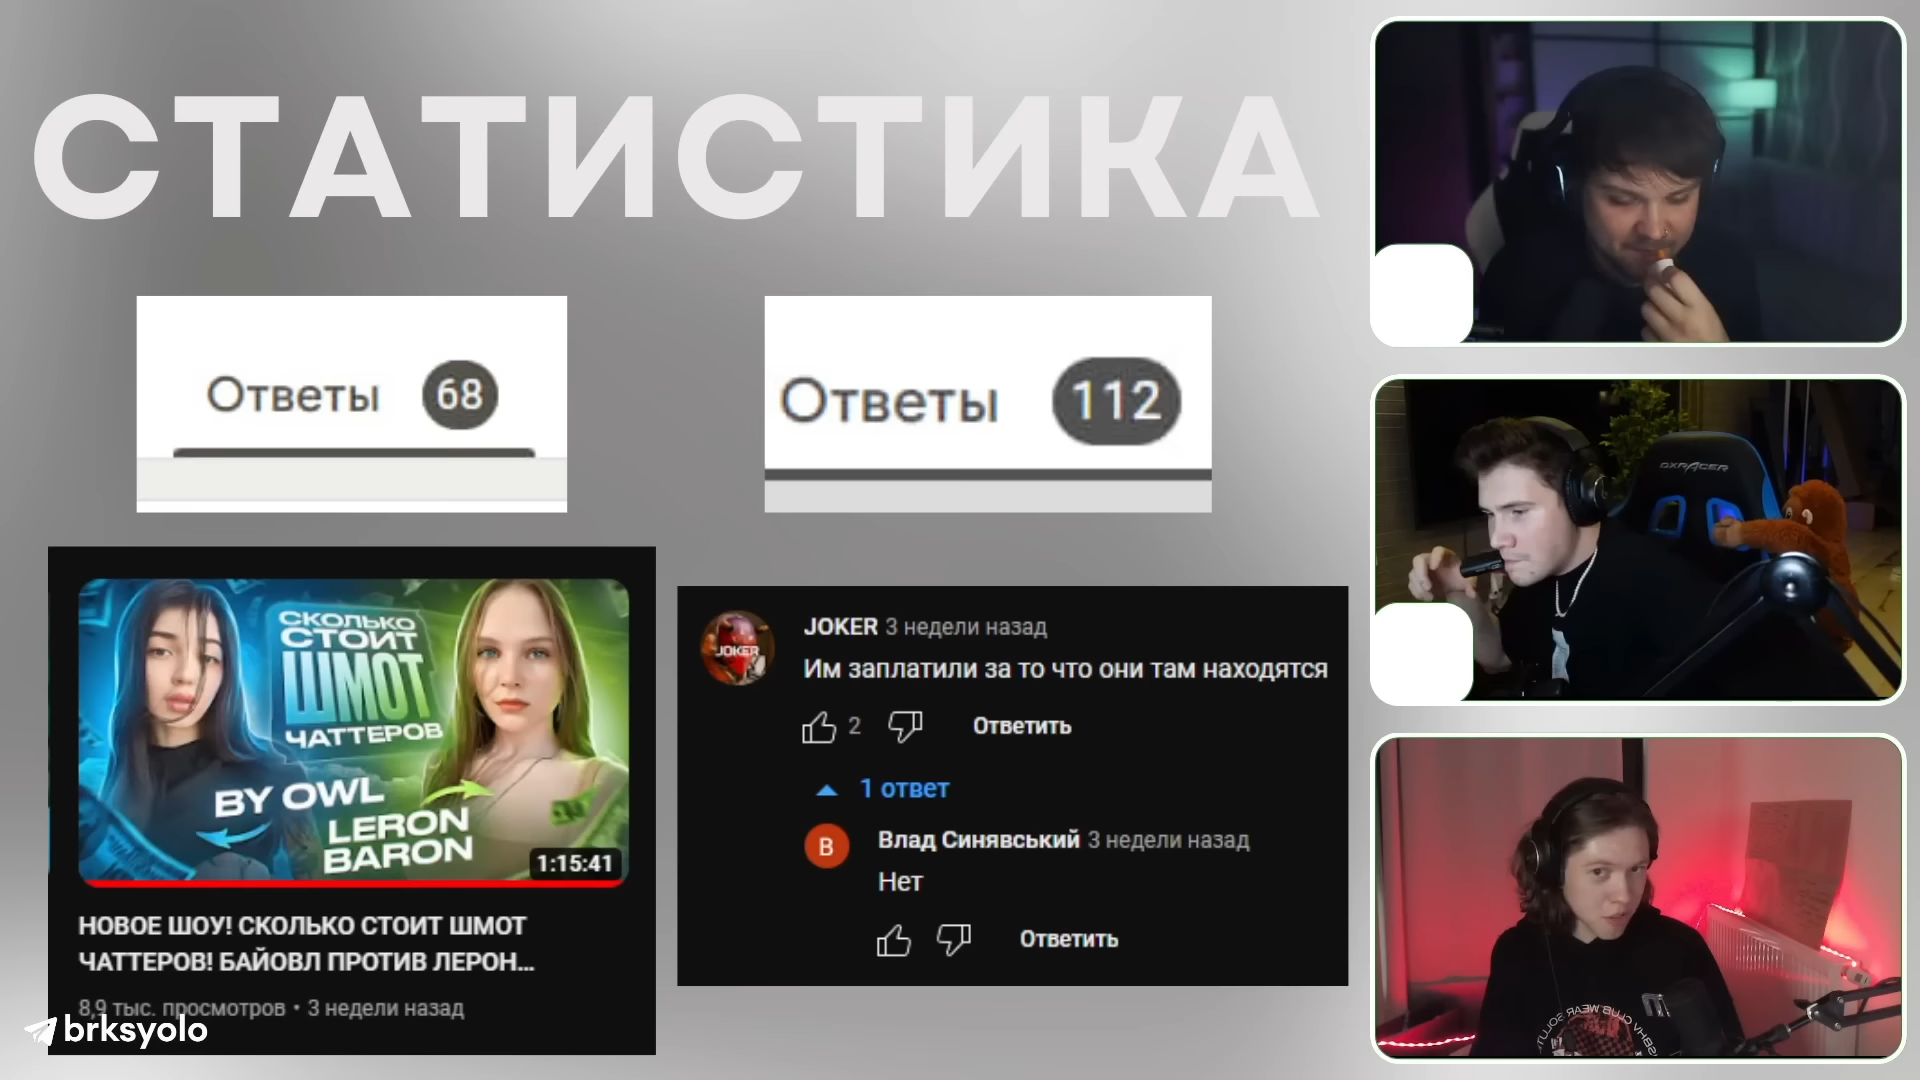 СТАТИСТИКА
Ответы 68
Ответы 112
СКОЛЬКО
СТОИТ
ШМОТ
ЧАТТЕРОВ
BY OWL
LERON
BARON
1:15:41
НОВОЕ ШОУ! СКОЛЬКО СТОИТ ШМОТ
ЧАТТЕРОВ! БАЙОВЛ ПРОТИВ ЛЕРОН...
8,9 тыс. просмотров • 3 недели назад
brksyolo
JOKER
JOKER 3 недели назад
Им заплатили за то что они там находятся
2 Ответить
1 ответ
В
Влад Синявський 3 недели назад
Нет
Ответить
DXRACER